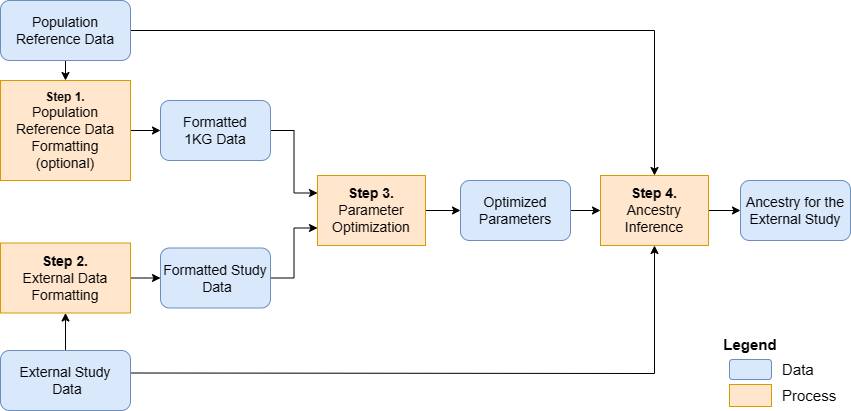 Population
Reference Data
Step 1.
Population
Reference Data
Formatting
(optional)
Formatted
1KG Data
Step 3.
Parameter
Optimization
Optimized
Parameters
Step 4.
Ancestry
Inference
Ancestry for the
External Study
Step 2.
External Data
Formatting
Formatted Study
Data
External Study
Data
Legend
Data
Process